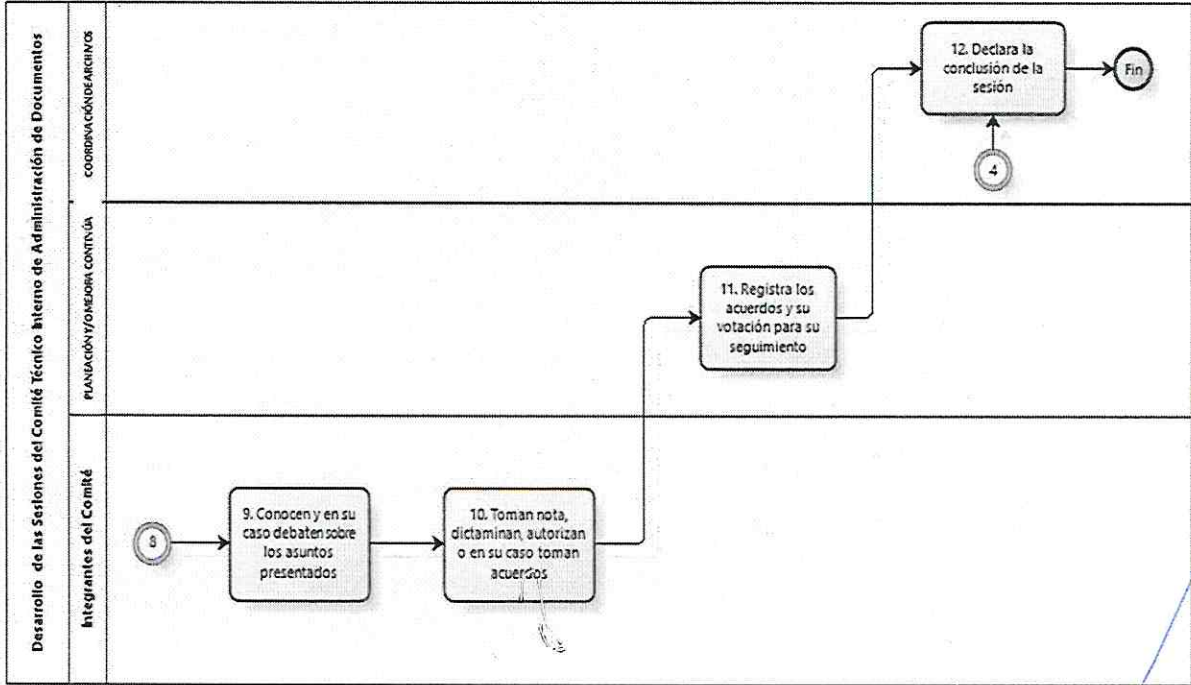 Desarrollo de las Sesiones del Comité Técnico Interno de Administración de Documentos
COORDINACIÓN DE ARCHIVOS
12. Declara la
conclusión de la
sesión
Fin
4
PLANEACIÓN Y/O MEJORA CONTINÚA
11. Registra los
acuerdos y su
votación para su
seguimiento
Integrantes del Comité
8
9. Conocen y en su
caso debaten sobre
los asuntos
presentados
10. Toman nota,
dictaminan, autorizan
o en su caso toman
acuerdos